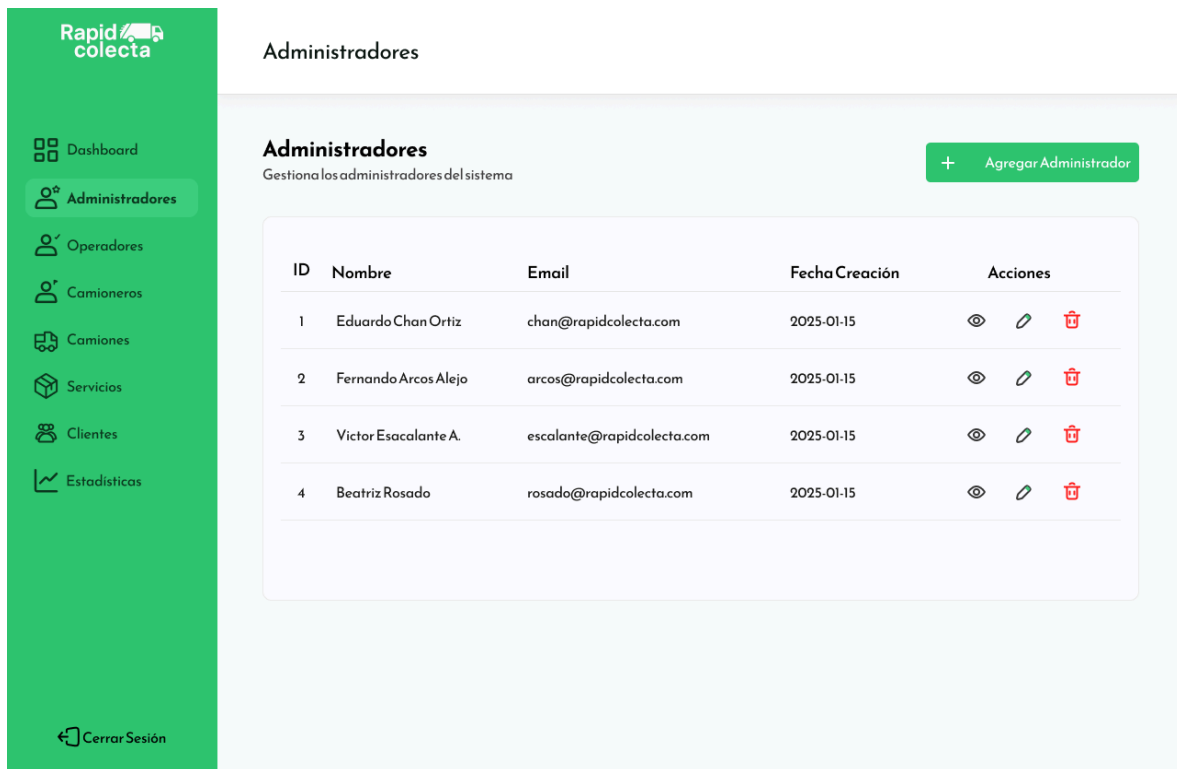 Rapid
colecta
Administradores
Dashboard
Administradores
Operadores
Camioneros
Camiones
Servicios
Clientes
Estadísticas
Cerrar Sesión
Administradores
Gestiona los administradores del sistema
+ Agregar Administrador
ID Nombre Email Fecha Creación Acciones
1 Eduardo Chan Ortiz chan@rapidcolecta.com 2025-01-15
2 Fernando Arcos Alejo arcos@rapidcolecta.com 2025-01-15
3 Victor Esacalante A. escalante@rapidcolecta.com 2025-01-15
4 Beatriz Rosado rosado@rapidcolecta.com 2025-01-15